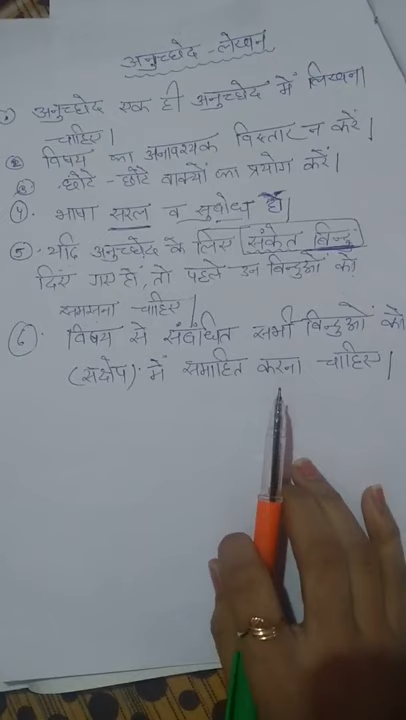 अनुच्छेद - लेखन
अनुच्छेद एक ही अनुच्छेद में लिखना
चाहिए।
② विषय का अनावश्यक विस्तार न करें।
③ छोटे - छोटे वाक्यों का प्रयोग करें।
④. भाषा सरल व सुबोध हो।
⑤ यदि अनुच्छेद के लिए संकेत बिन्दु
दिए गए हों, तो पहले उन बिन्दुओं को
समझना चाहिए।
⑥. विषय से संबंधित सभी बिन्दुओं को
(संक्षेप) में समाहित करना चाहिए।